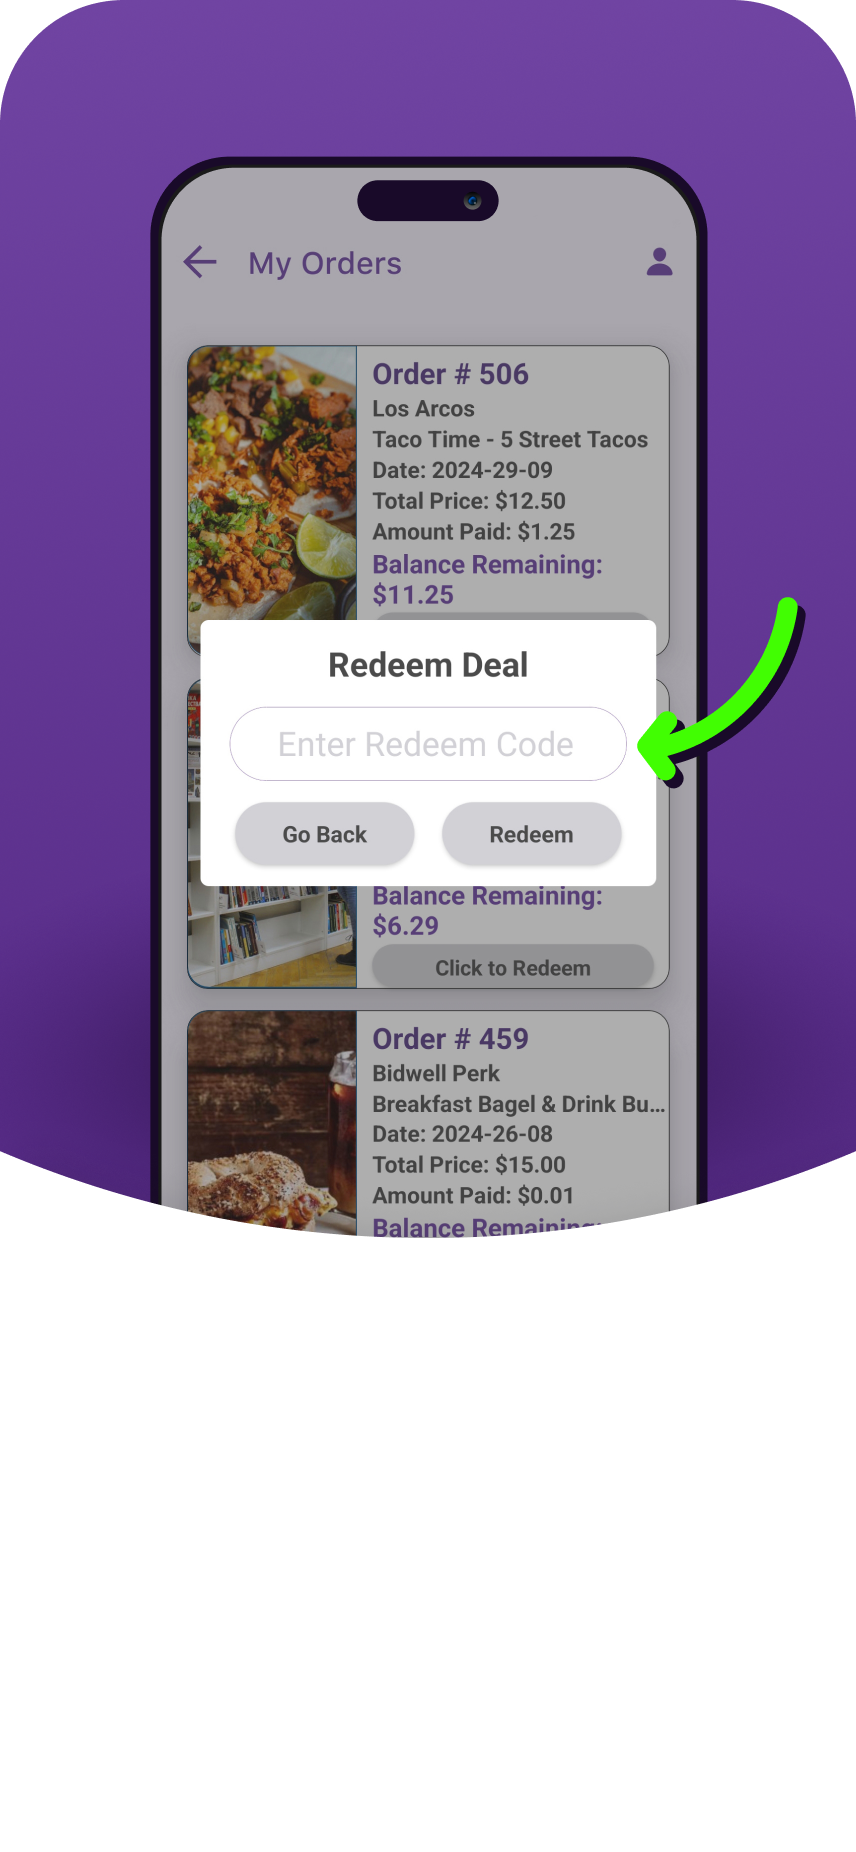 My Orders
Order # 506
Los Arcos
Taco Time - 5 Street Tacos
Date: 2024-29-09
Total Price: $12.50
Amount Paid: $1.25
Balance Remaining:
$11.25
Redeem Deal
Enter Redeem Code
Go Back
Redeem
Balance Remaining:
$6.29
Click to Redeem
Order # 459
Bidwell Perk
Breakfast Bagel & Drink Bu...
Date: 2024-26-08
Total Price: $15.00
Amount Paid: $0.01
Balance Remaining: